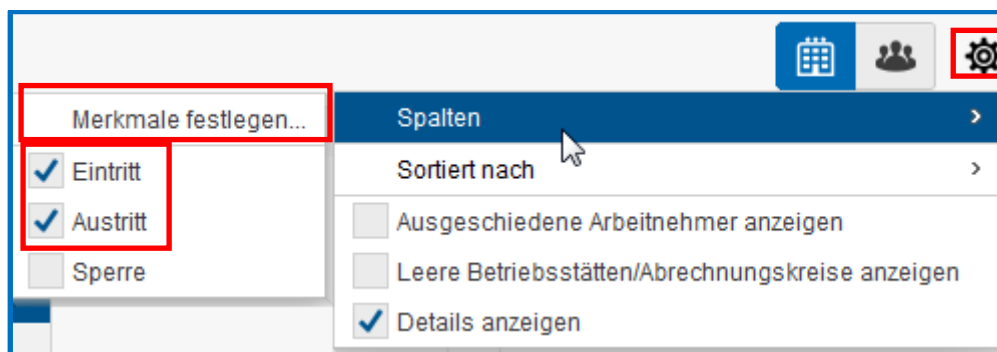 Merkmale festlegen...
Eintritt
Austritt
Sperre
Spalten
Sortiert nach
Ausgeschiedene Arbeitnehmer anzeigen
Leere Betriebsstätten/Abrechnungskreise anzeigen
Details anzeigen